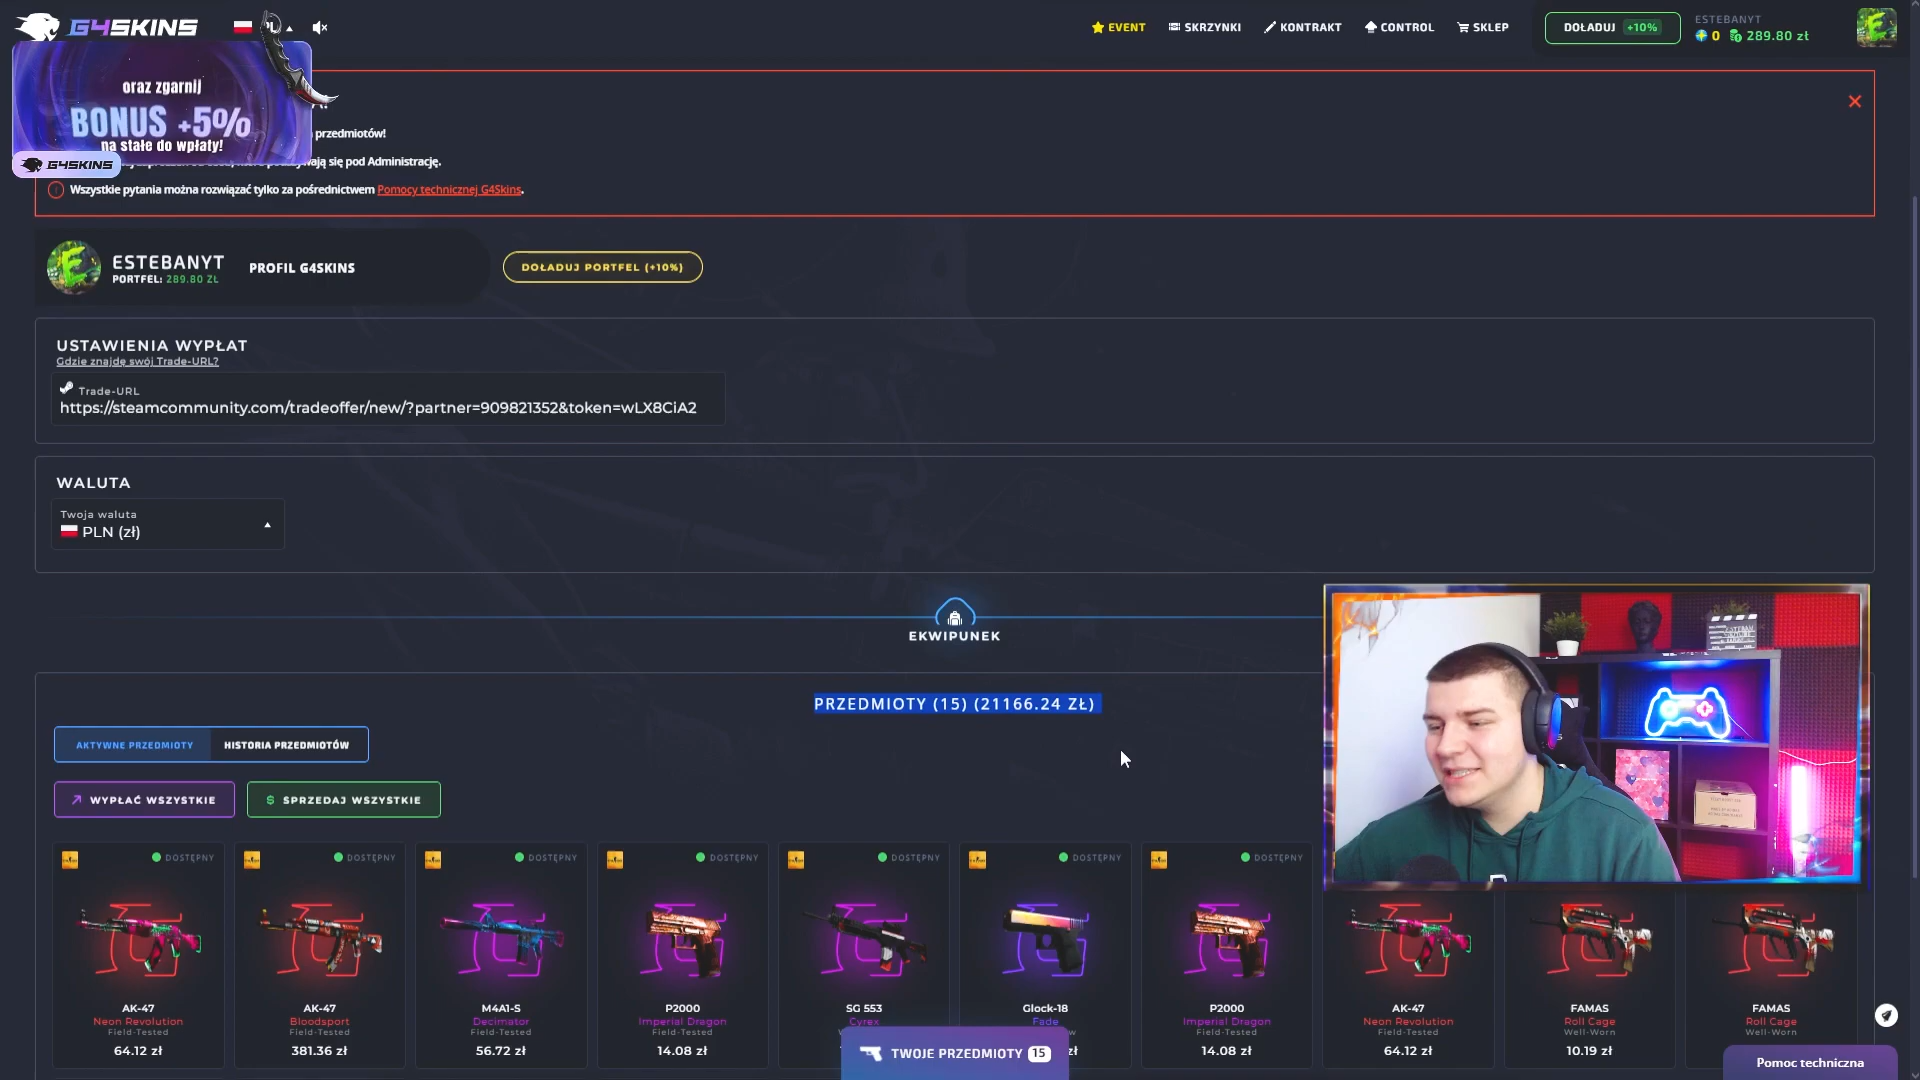 G4SKINS
EVENT
SKRZYNKI
KONTRAKT
CONTROL
SKLEP
DOŁADUJ +10%
ESTEBANYT
0 289.80 zł
oraz zgarnij
BONUS +5%
na stałe do wpłaty!
G4SKINS
przedmiotów!
się pod Administrację.
Wszystkie pytania można rozwiązać tylko za pośrednictwem Pomocy technicznej G4Skins.
ESTEBANYT
PORTFEL: 289.80 ZŁ
PROFIL G4SKINS
DOŁADUJ PORTFEL (+10%)
USTAWIENIA WYPŁAT
Gdzie znajdę swój Trade-URL?
Trade-URL
https://steamcommunity.com/tradeoffer/new/?partner=909821352&token=wLX8CiA2
WALUTA
Twoja waluta
PLN (zł)
EKWIPUNEK
PRZEDMIOTY (15) (21166.24 ZŁ)
AKTYWNE PRZEDMIOTY
HISTORIA PRZEDMIOTÓW
WYPŁAĆ WSZYSTKIE
$ SPRZEDAJ WSZYSTKIE
DOSTĘPNY
AK-47
Neon Revolution
Field-Tested
64.12 zł
DOSTĘPNY
AK-47
Bloodsport
Field-Tested
381.36 zł
DOSTĘPNY
M4A1-S
Decimator
Field-Tested
56.72 zł
DOSTĘPNY
P2000
Imperial Dragon
Field-Tested
14.08 zł
DOSTĘPNY
SG 553
Cyrex
DOSTĘPNY
Glock-18
Fade
zł
DOSTĘPNY
P2000
Imperial Dragon
Field-Tested
14.08 zł
AK-47
Neon Revolution
Field-Tested
64.12 zł
FAMAS
Roll Cage
Well-Worn
10.19 zł
FAMAS
Roll Cage
Well-Worn
TWOJE PRZEDMIOTY 15
Pomoc techniczna